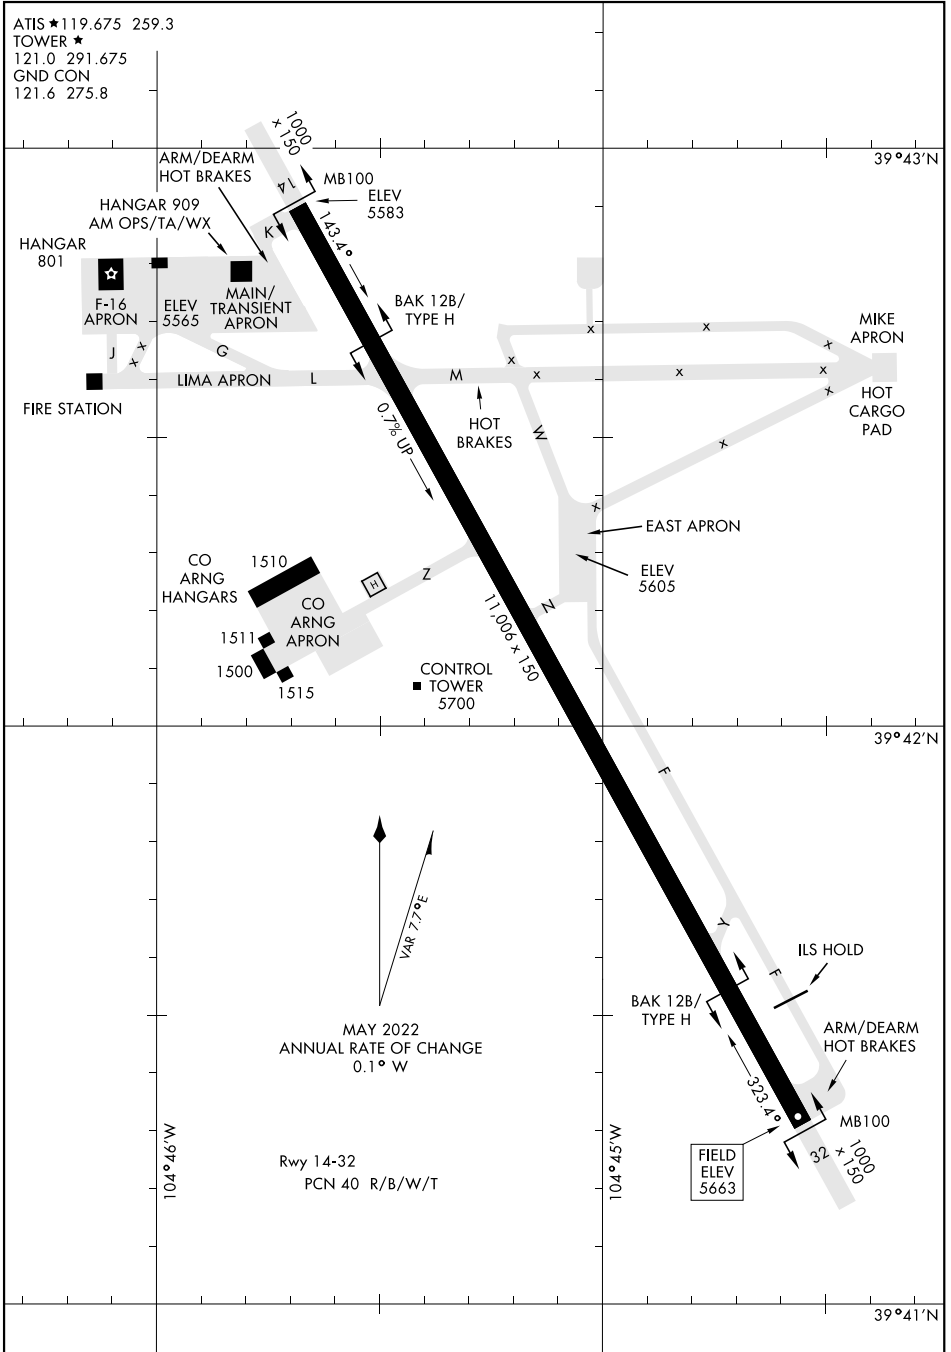 ATIS ★ 119.675 259.3
TOWER ★
121.0 291.675
GND CON
121.6 275.8
1000
x 150
39°43'N
ARM/DEARM
HOT BRAKES
14
MB100
ELEV
5583
HANGAR 909
AM OPS/TA/WX
K
143.4°
HANGAR
801
F-16
APRON
ELEV
5565
MAIN/
TRANSIENT
APRON
BAK 12B/
TYPE H
MIKE
APRON
J
x
x
G
x
x
x
x
LIMA APRON
L
M
x
x
x
x
FIRE STATION
HOT
BRAKES
HOT
CARGO
PAD
0.7% UP
W
x
x
EAST APRON
ELEV
5605
CO
ARNG
HANGARS
1510
H
Z
CO
ARNG
APRON
N
11,006 x 150
1511
1500
1515
CONTROL
TOWER
5700
39°42'N
F
VAR 7.7°E
Y
F
ILS HOLD
BAK 12B/
TYPE H
MAY 2022
ANNUAL RATE OF CHANGE
0.1° W
ARM/DEARM
HOT BRAKES
323.4°
MB100
104°46'W
104°45'W
Rwy 14-32
PCN 40 R/B/W/T
FIELD
ELEV
5663
32
1000
x 150
39°41'N